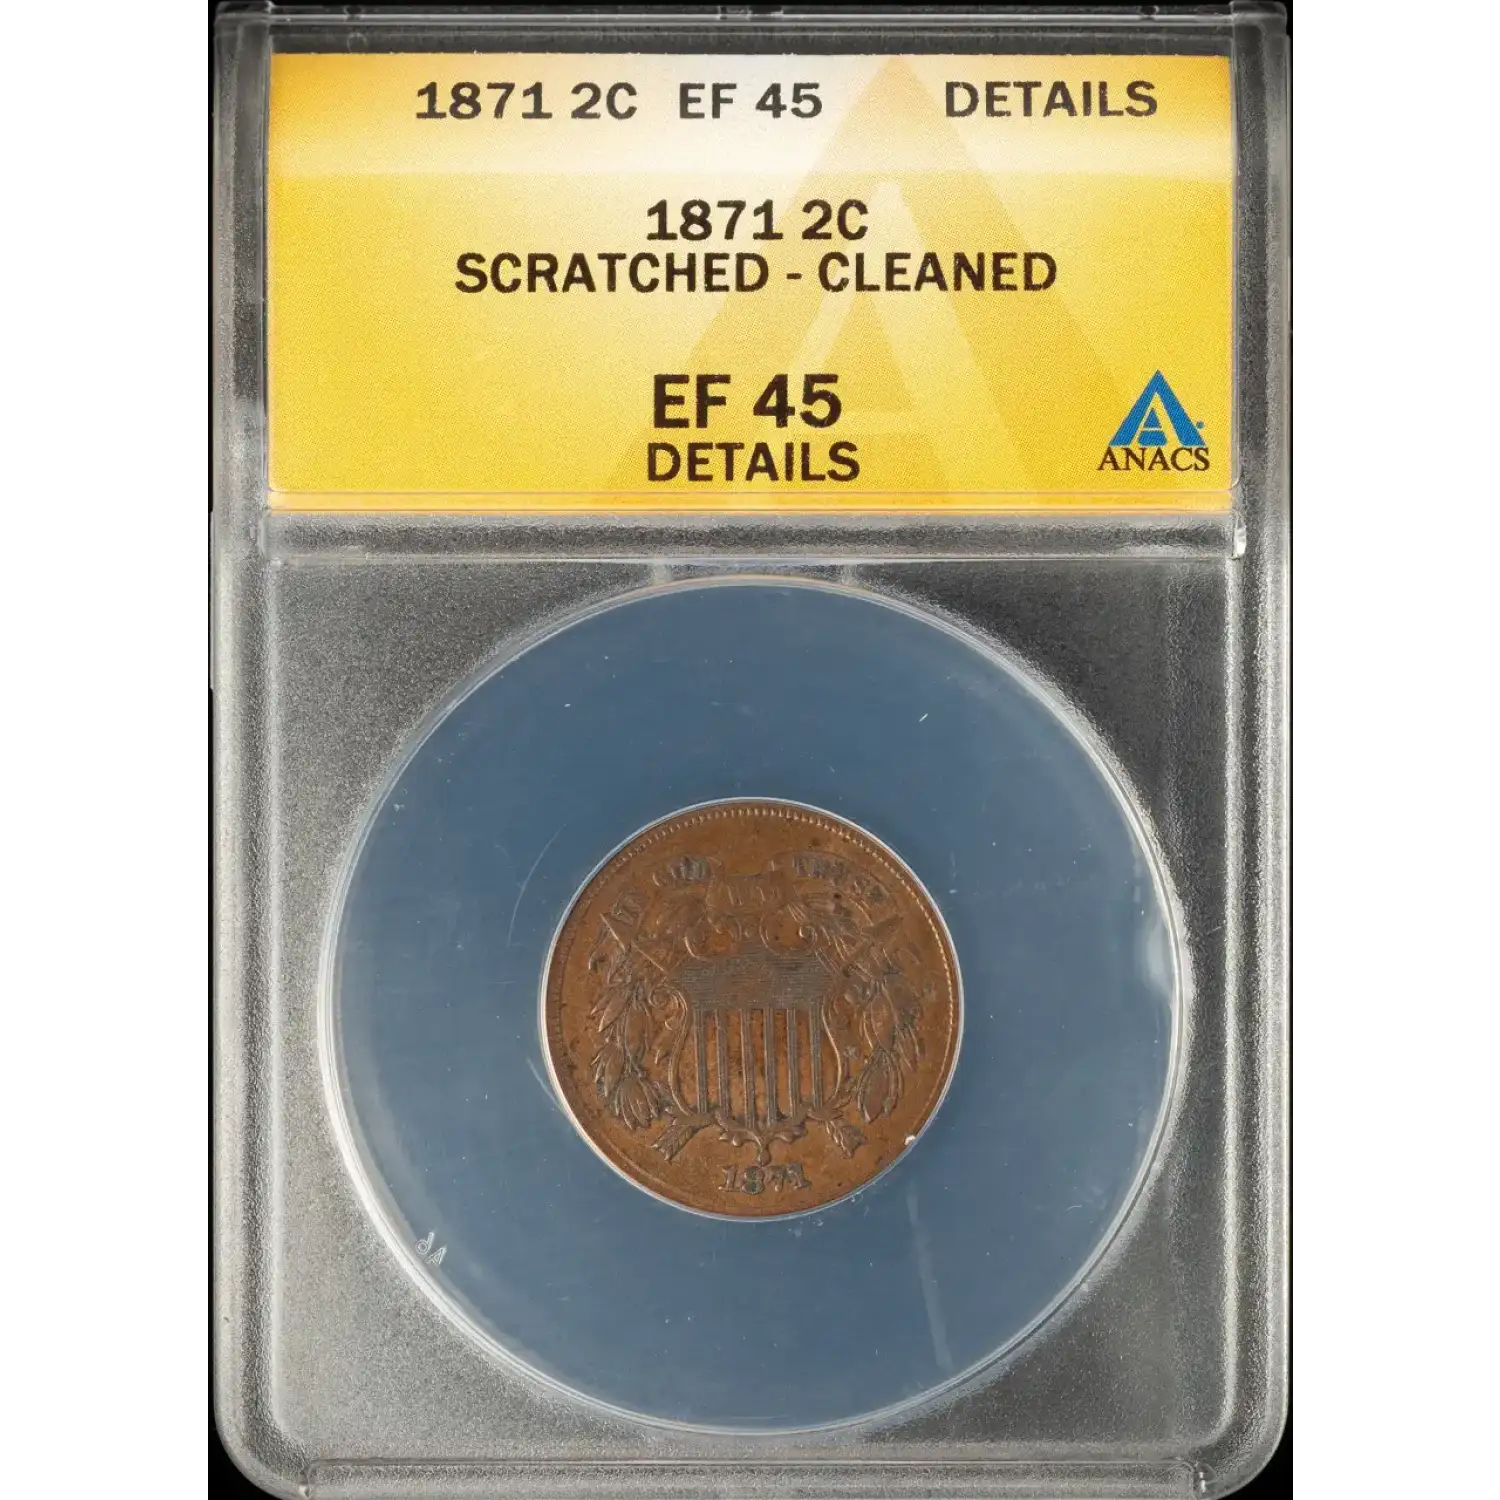 1871 2C EF 45 DETAILS
1871 2C
SCRATCHED - CLEANED
EF 45
DETAILS
ANACS
IN GOD WE TRUST
1871